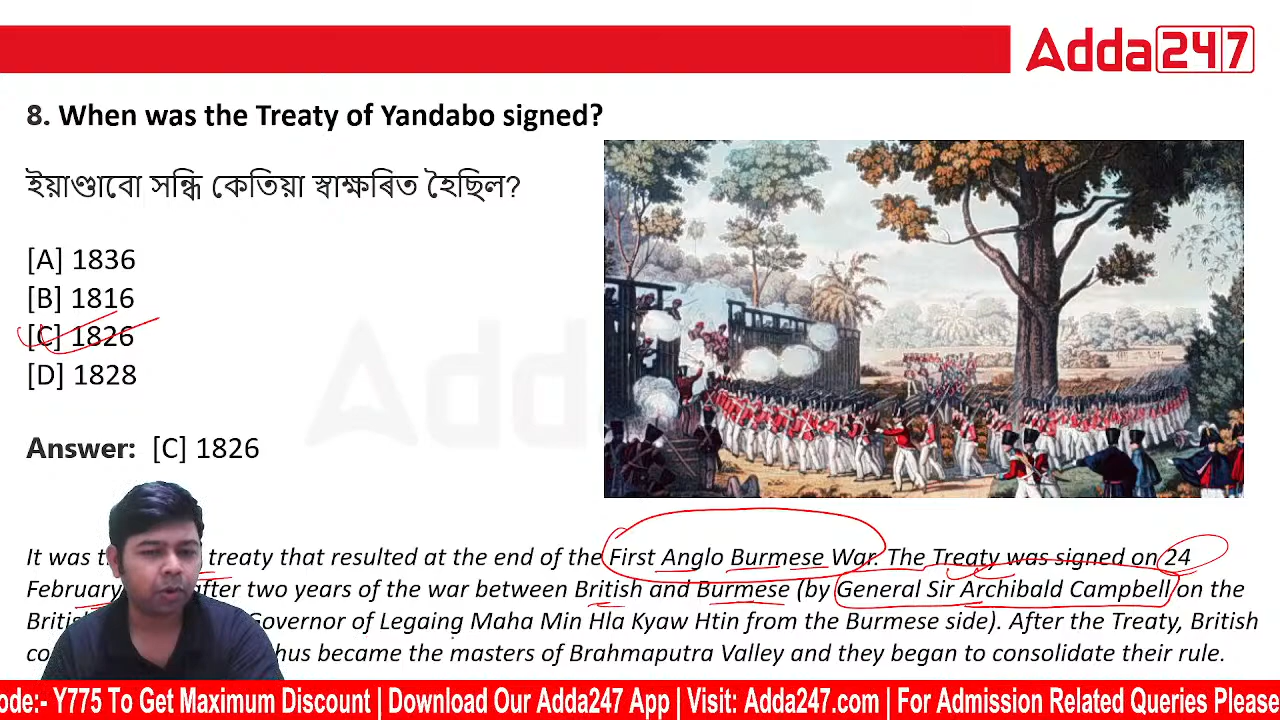 Adda247
8. When was the Treaty of Yandabo signed?
ইয়াণ্ডাবো সন্ধি কেতিয়া স্বাক্ষৰিত হৈছিল?
[A] 1836
[B] 1816
[C] 1826
[D] 1828
Answer: [C] 1826
It was treaty that resulted at the end of the First Anglo Burmese War. The Treaty was signed on 24
February after two years of the war between British and Burmese (by General Sir Archibald Campbell on the
Governor of Legaing Maha Min Hla Kyaw Htin from the Burmese side). After the Treaty, British
became the masters of Brahmaputra Valley and they began to consolidate their rule.
ode:- Y775 To Get Maximum Discount | Download Our Adda247 App | Visit: Adda247.com | For Admission Related Queries Please